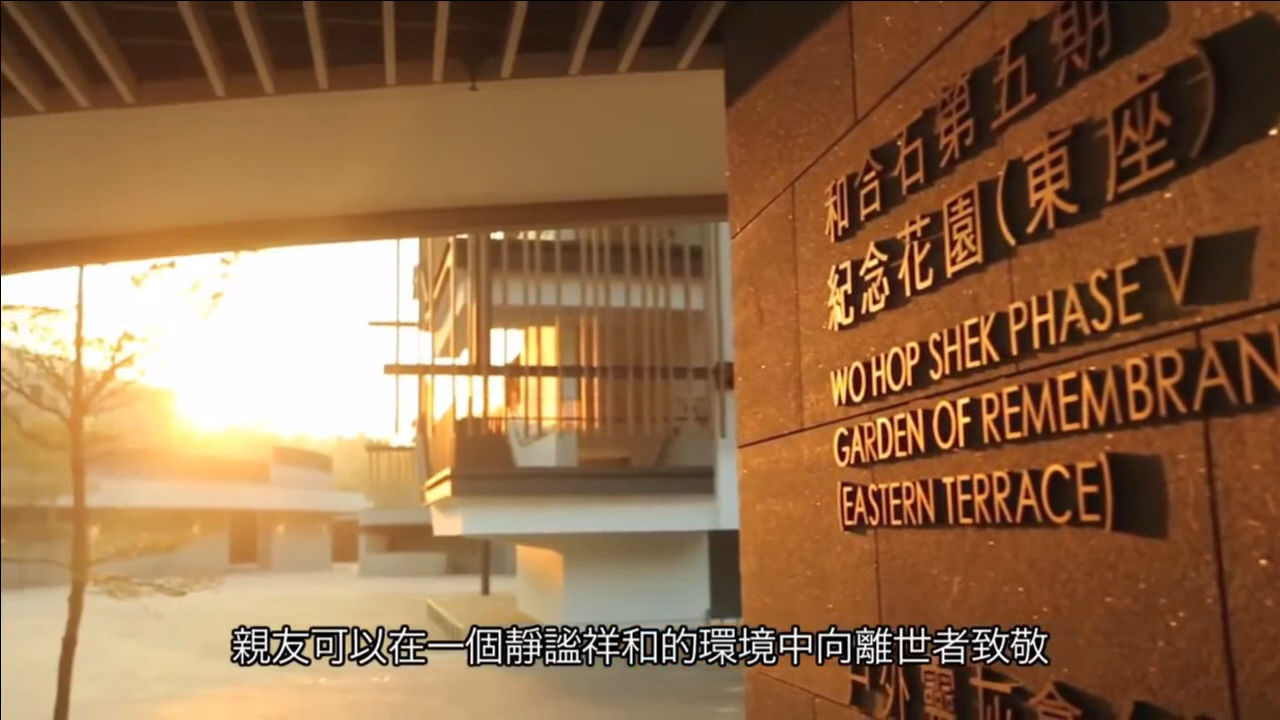 和合石第五期
紀念花園(東座)
WO HOP SHEK PHASE V
GARDEN OF REMEMBRAN
(EASTERN TERRACE)
親友可以在一個靜謐祥和的環境中向離世者致敬